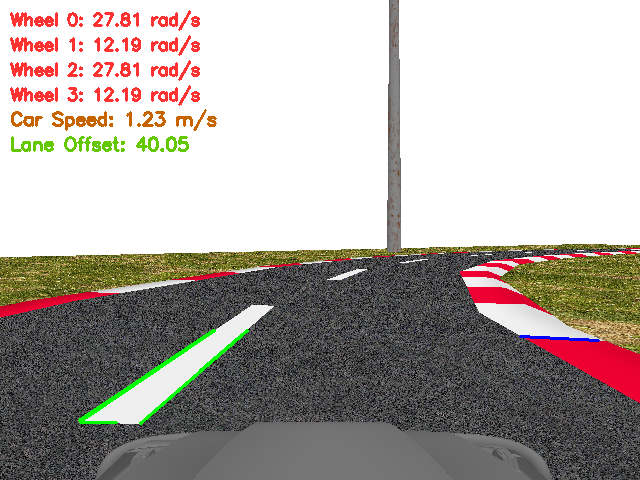 Wheel 0: 27.81 rad/s
Wheel 1: 12.19 rad/s
Wheel 2: 27.81 rad/s
Wheel 3: 12.19 rad/s
Car Speed: 1.23 m/s
Lane Offset: 40.05